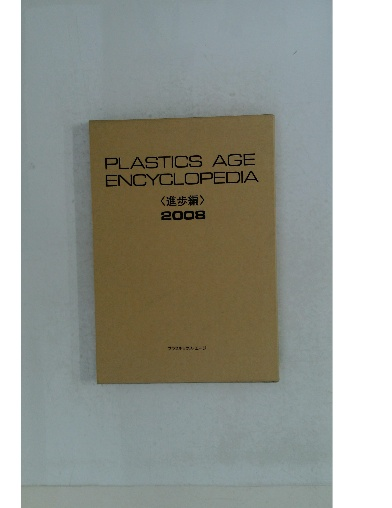 PLASTICS AGE
ENCYCLOPEDIA
〈進歩編〉
2008